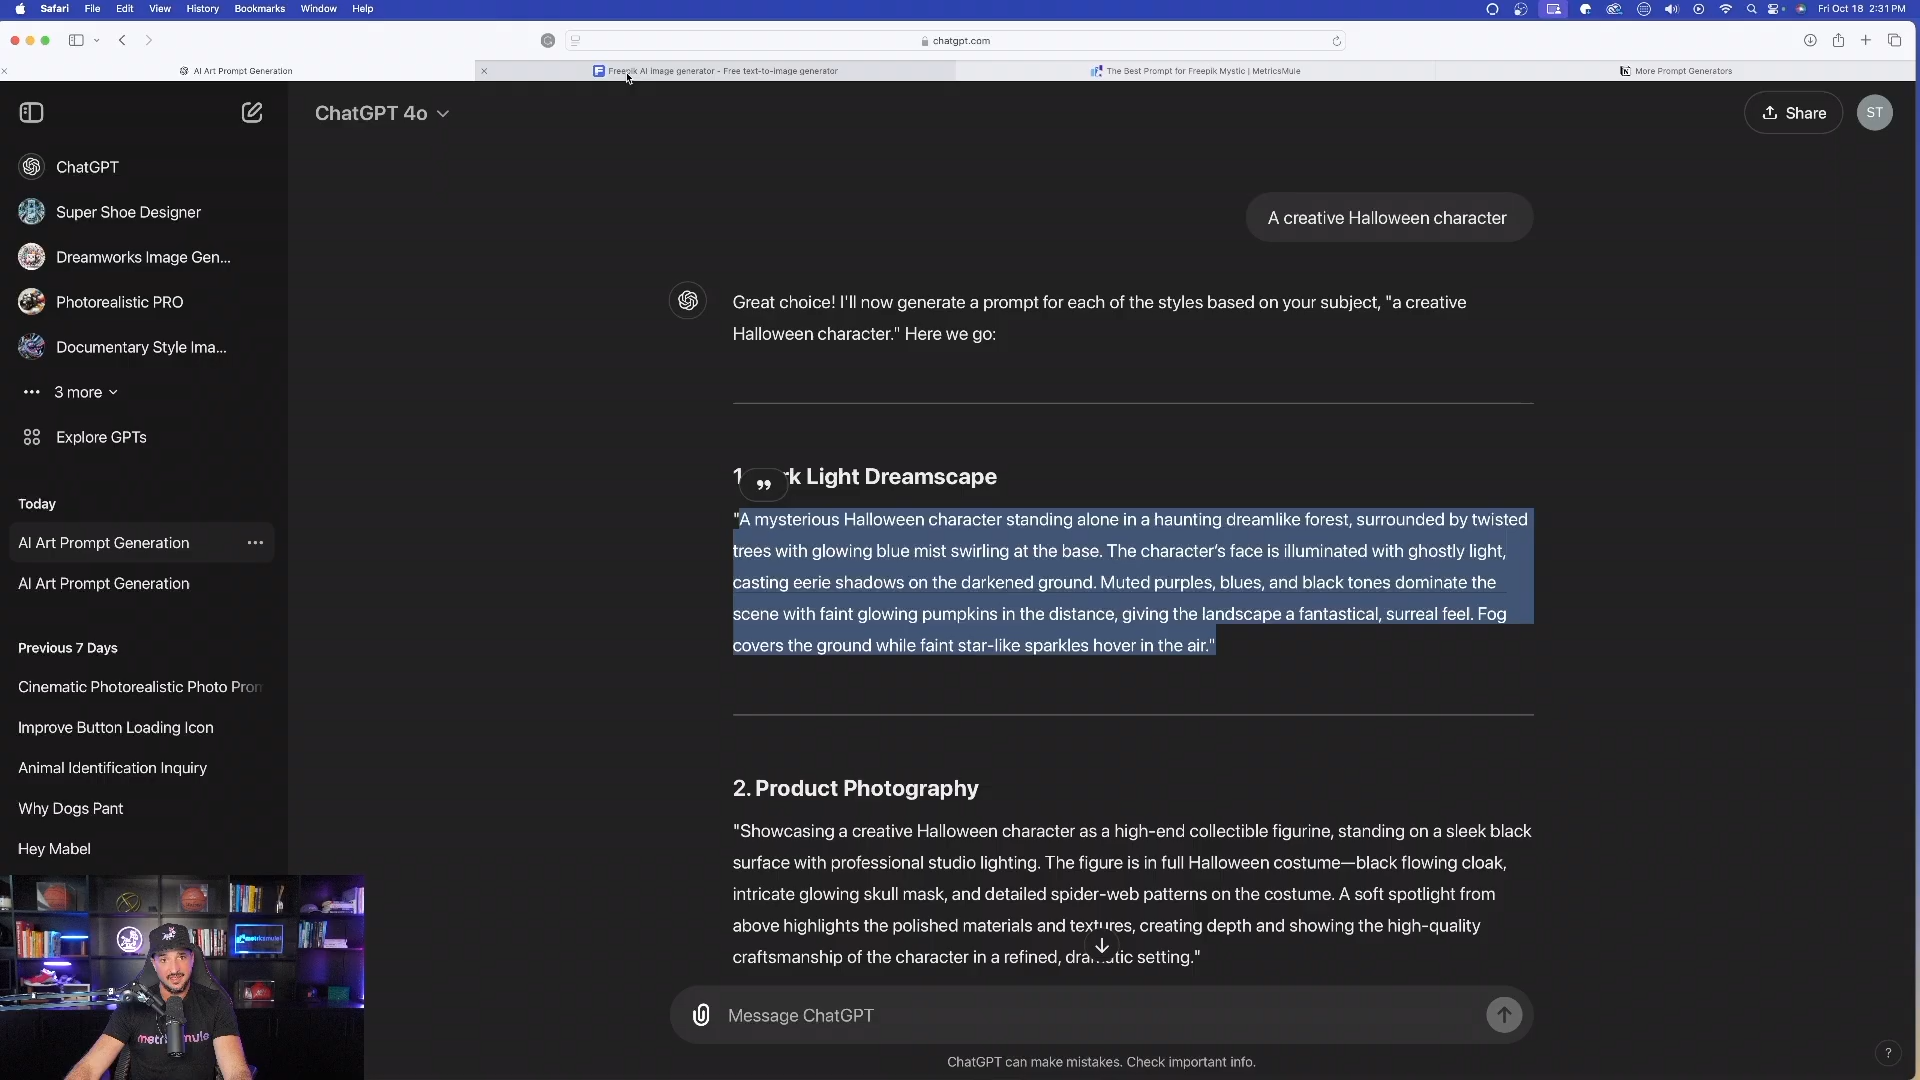 Safari File Edit View History Bookmarks Window Help Fri Oct 18 2:31 PM
chatgpt.com
AI Art Prompt Generation
Freepik AI image generator - Free text-to-image generator
The Best Prompt for Freepik Mystic | MetricsMule
More Prompt Generators
ChatGPT 4o
Share
ST
ChatGPT
Super Shoe Designer
Dreamworks Image Gen...
Photorealistic PRO
Documentary Style Ima...
3 more
Explore GPTs
Today
AI Art Prompt Generation
AI Art Prompt Generation
Previous 7 Days
Cinematic Photorealistic Photo Prom
Improve Button Loading Icon
Animal Identification Inquiry
Why Dogs Pant
Hey Mabel
A creative Halloween character
Great choice! I'll now generate a prompt for each of the styles based on your subject, "a creative
Halloween character." Here we go:
1. rk Light Dreamscape
"A mysterious Halloween character standing alone in a haunting dreamlike forest, surrounded by twisted
trees with glowing blue mist swirling at the base. The character's face is illuminated with ghostly light,
casting eerie shadows on the darkened ground. Muted purples, blues, and black tones dominate the
scene with faint glowing pumpkins in the distance, giving the landscape a fantastical, surreal feel. Fog
covers the ground while faint star-like sparkles hover in the air."
2. Product Photography
"Showcasing a creative Halloween character as a high-end collectible figurine, standing on a sleek black
surface with professional studio lighting. The figure is in full Halloween costume—black flowing cloak,
intricate glowing skull mask, and detailed spider-web patterns on the costume. A soft spotlight from
above highlights the polished materials and textures, creating depth and showing the high-quality
craftsmanship of the character in a refined, dramatic setting."
Message ChatGPT
ChatGPT can make mistakes. Check important info.
?
metricsmule